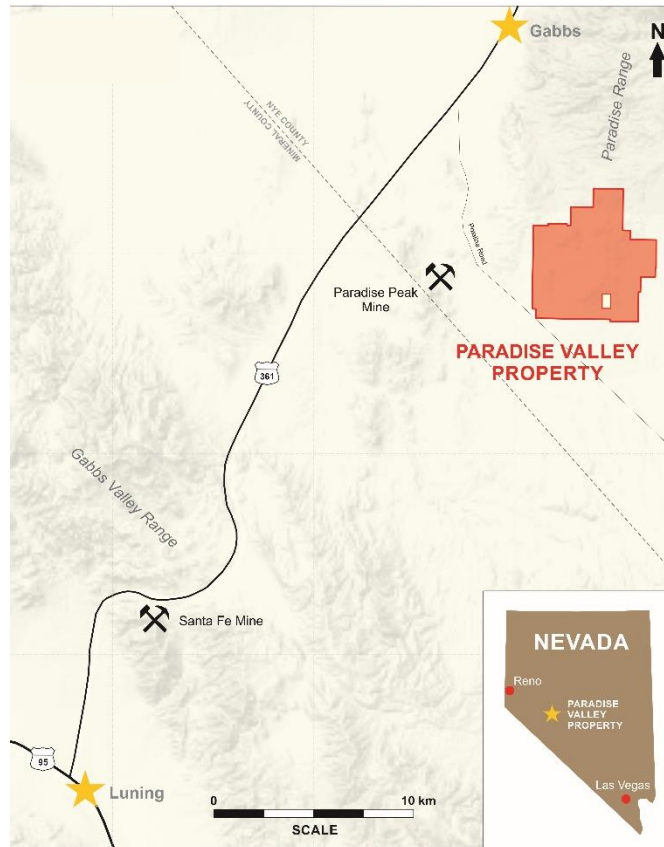 Gabbs
N
Paradise Range
NYE COUNTY
MINERAL COUNTY
Paradise Peak
Mine
PARADISE VALLEY
PROPERTY
361
Gabbs Valley Range
Santa Fe Mine
95
Luning
0
10 km
SCALE
NEVADA
Reno
PARADISE
VALLEY
PROPERTY
Las Vegas